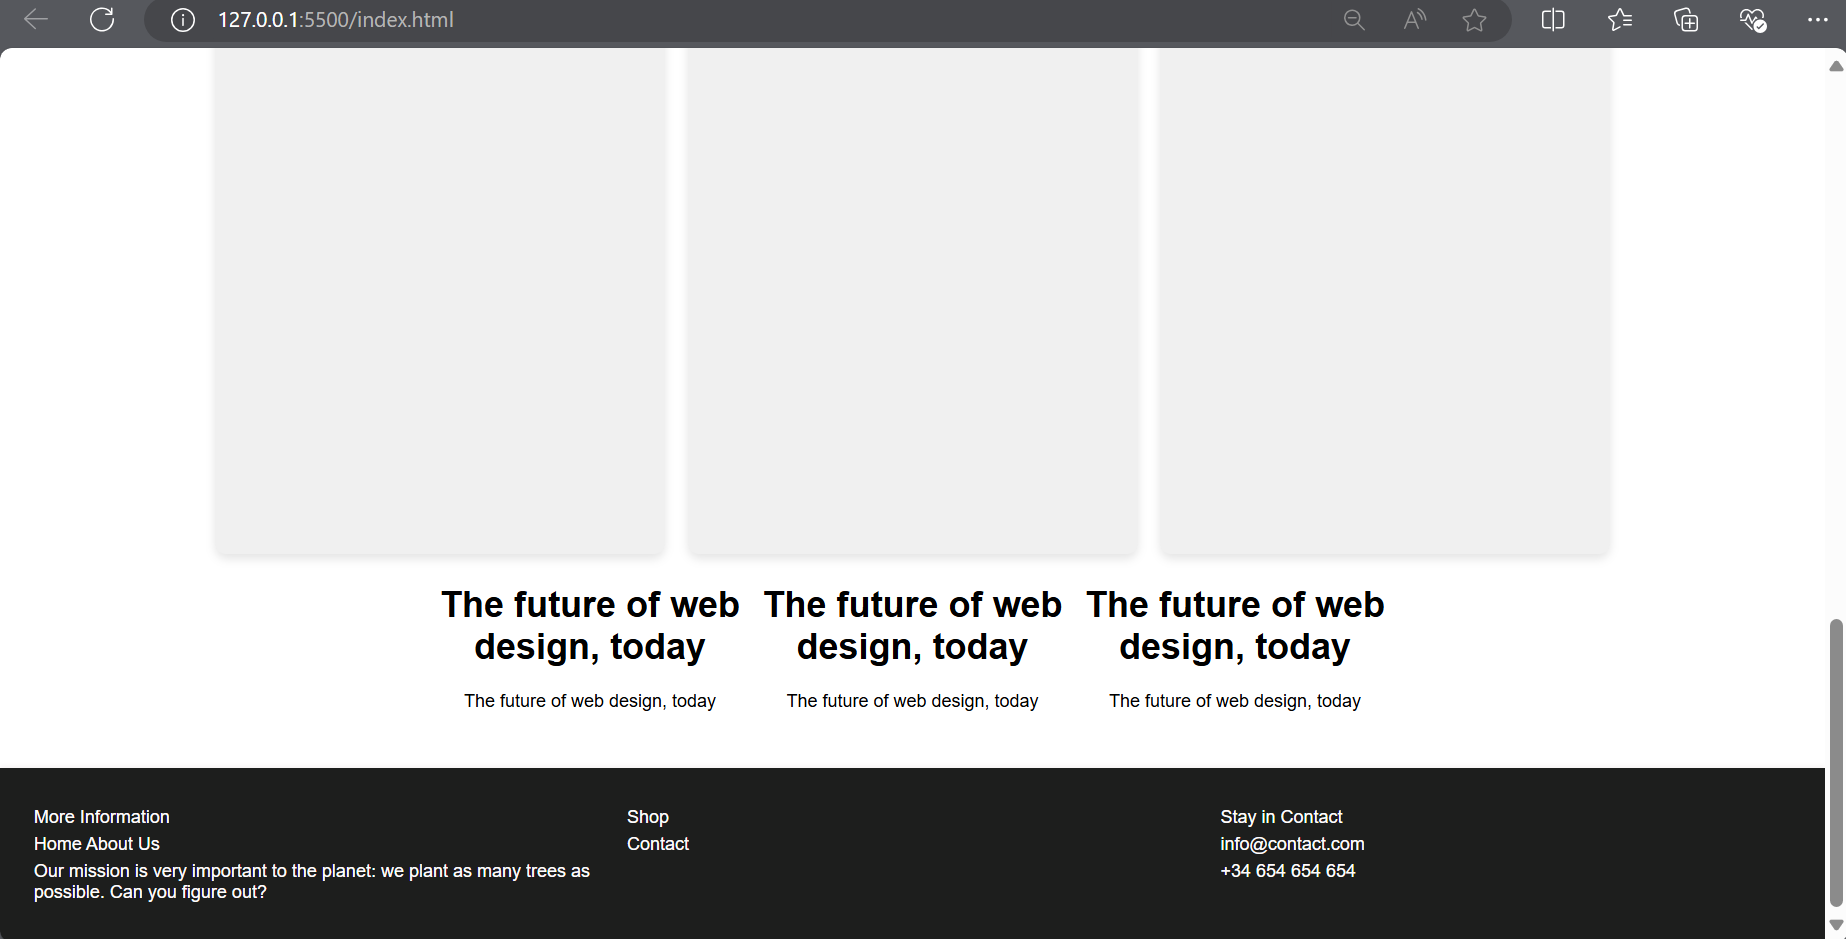 127.0.0.1:5500/index.html
The future of web
design, today
The future of web design, today
The future of web
design, today
The future of web design, today
The future of web
design, today
The future of web design, today
More Information
Home About Us
Our mission is very important to the planet: we plant as many trees as
possible. Can you figure out?
Shop
Contact
Stay in Contact
info@contact.com
+34 654 654 654